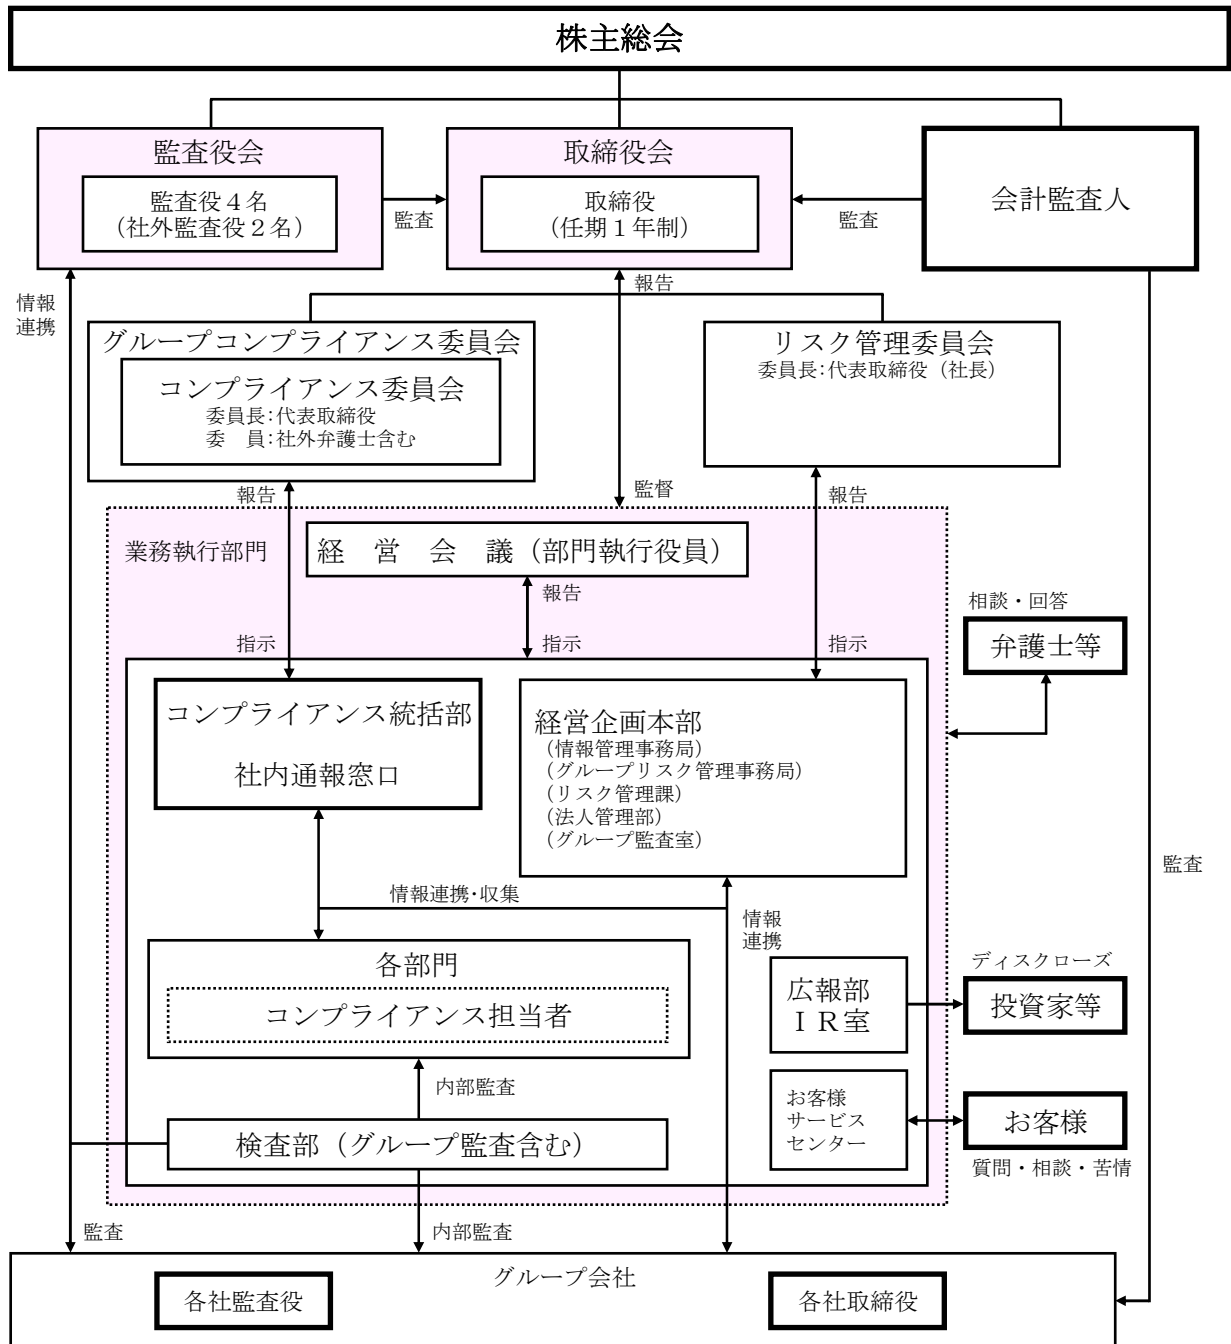 株主総会
監査役会
監査役４名
（社外監査役２名）
監査
取締役会
取締役
（任期１年制）
監査
会計監査人
情報
連携
報告
グループコンプライアンス委員会
コンプライアンス委員会
委員長:代表取締役
委　員:社外弁護士含む
リスク管理委員会
委員長:代表取締役（社長）
報告
監督
報告
業務執行部門
経　営　会　議（部門執行役員）
報告
指示
指示
指示
相談・回答
弁護士等
コンプライアンス統括部
社内通報窓口
経営企画本部
（情報管理事務局）
（グループリスク管理事務局）
（リスク管理課）
（法人管理部）
（グループ監査室）
監査
情報連携･収集
情報
連携
各部門
コンプライアンス担当者
広報部
ＩＲ室
ディスクローズ
投資家等
内部監査
検査部（グループ監査含む）
お客様
サービス
センター
お客様
質問・相談・苦情
監査
内部監査
グループ会社
各社監査役
各社取締役